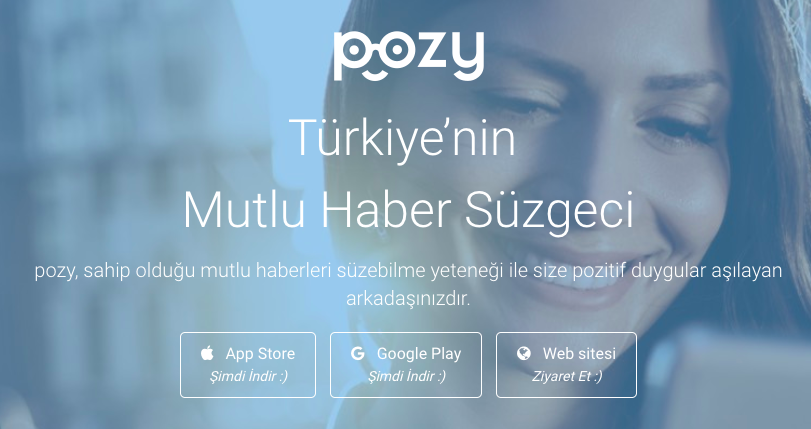 pozy
Türkiye’nin
Mutlu Haber Süzgeci
pozy, sahip olduğu mutlu haberleri süzebilme yeteneği ile size pozitif duygular aşılayan
arkadaşınızdır.
App Store
Şimdi İndir :)
Google Play
Şimdi İndir :)
Web sitesi
Ziyaret Et :)